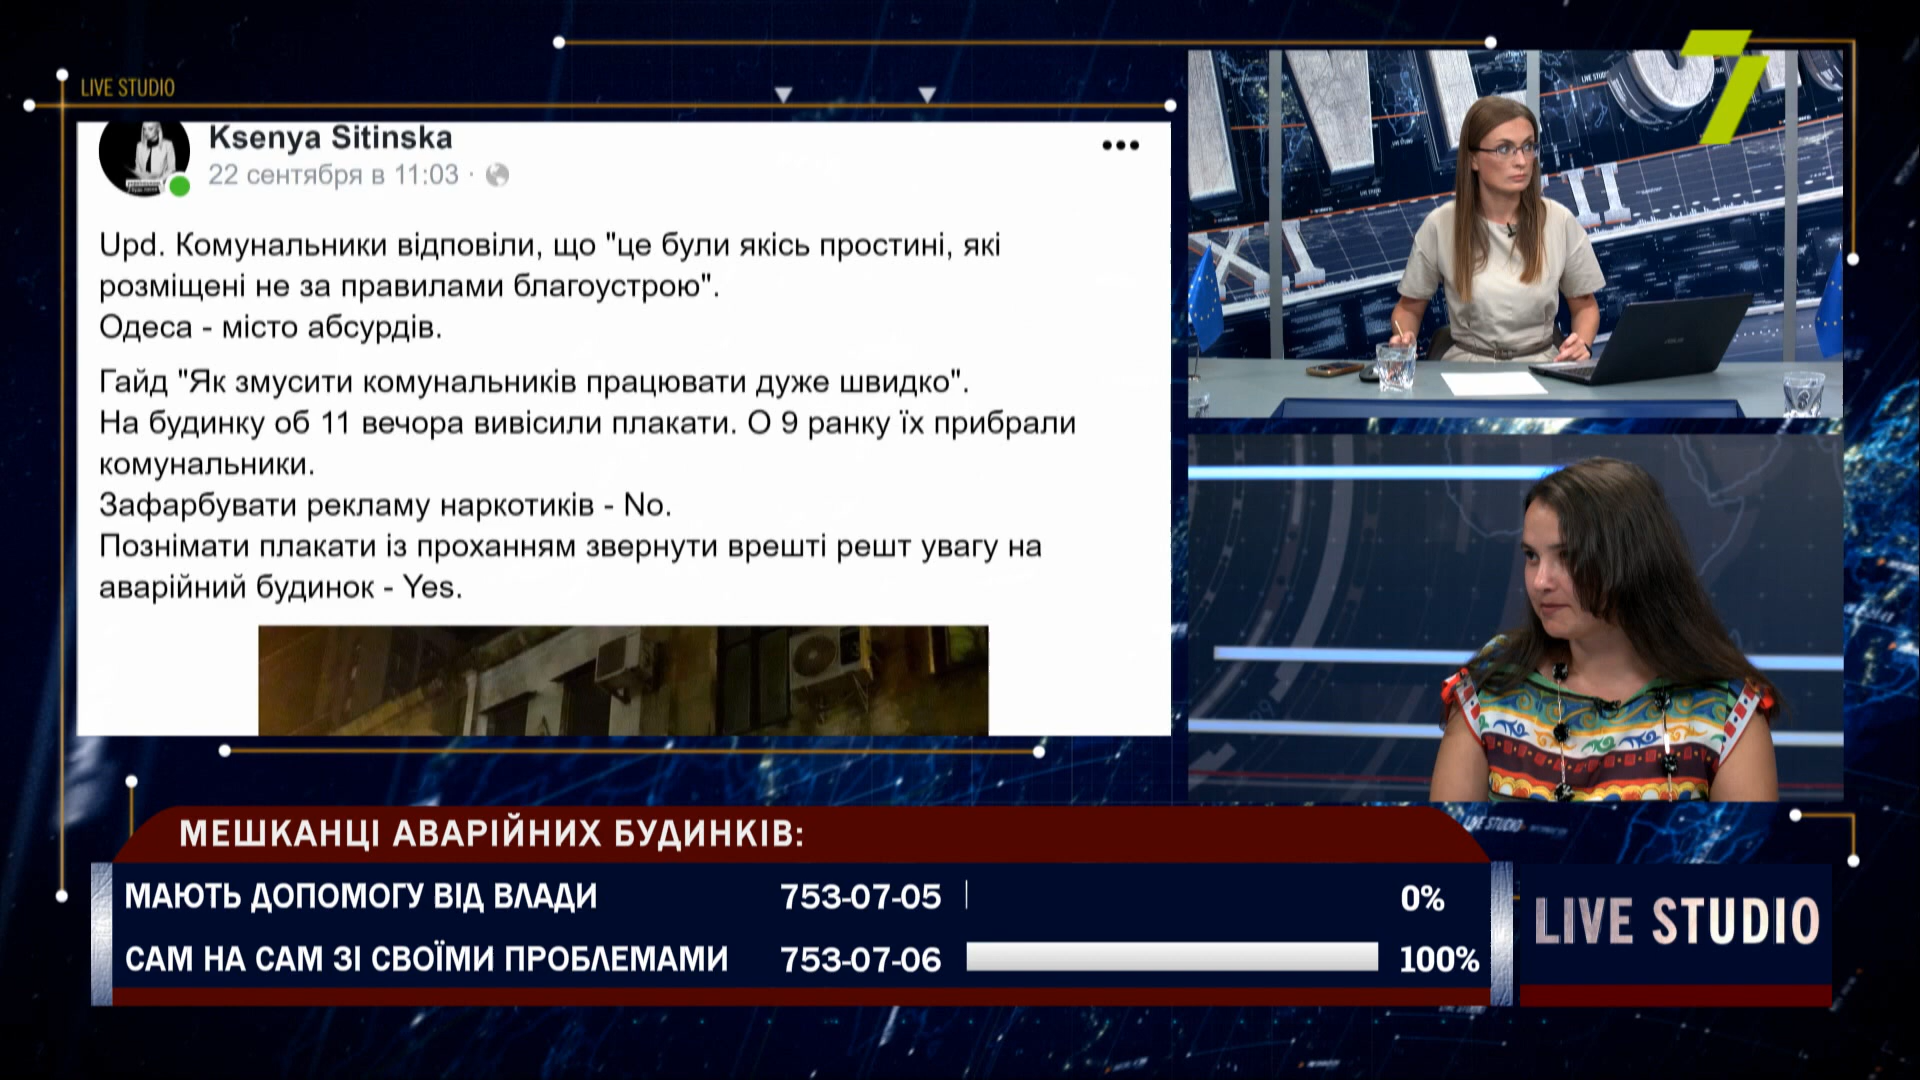 LIVE STUDIO
7
Ksenya Sitinska
22 сентября в 11:03
Upd. Комунальники відповіли, що "це були якісь простині, які
розміщені не за правилами благоустрою".
Одеса - місто абсурдів.
Гайд "Як змусити комунальників працювати дуже швидко".
На будинку об 11 вечора вивісили плакати. О 9 ранку їх прибрали
комунальники.
Зафарбувати рекламу наркотиків - No.
Познімати плакати із проханням звернути врешті решт увагу на
аварійний будинок - Yes.
МЕШКАНЦІ АВАРІЙНИХ БУДИНКІВ:
МАЮТЬ ДОПОМОГУ ВІД ВЛАДИ 753-07-05 0%
САМ НА САМ ЗІ СВОЇМИ ПРОБЛЕМАМИ 753-07-06 100%
LIVE STUDIO